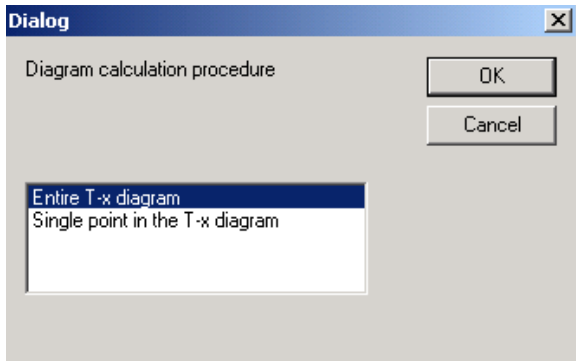 Dialog
Diagram calculation procedure
OK
Cancel
Entire T-x diagram
Single point in the T-x diagram